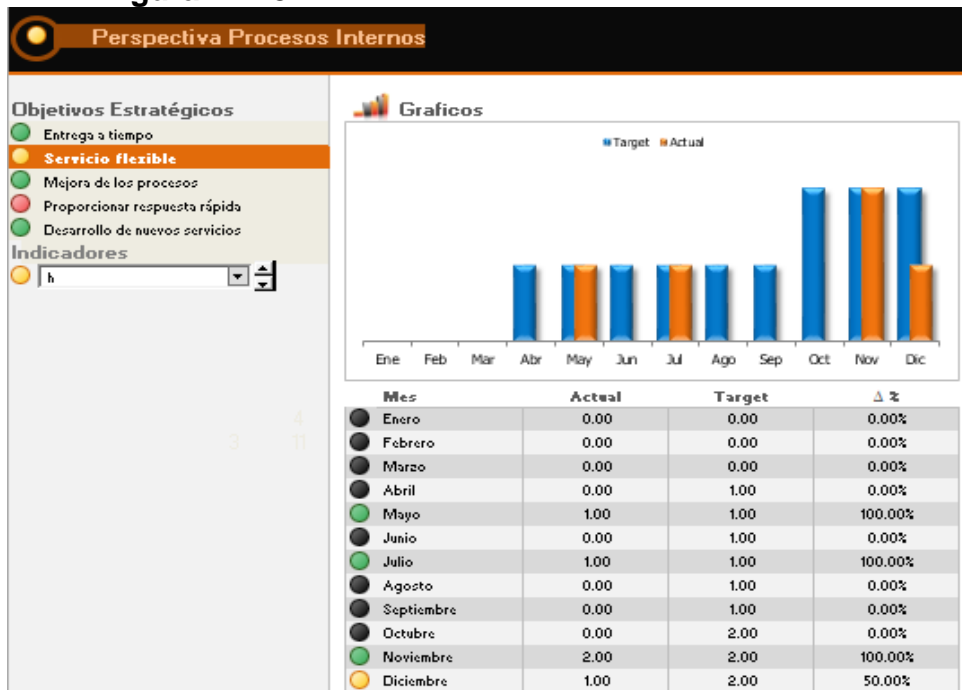 Perspectiva Procesos Internos
Objetivos Estratégicos
Entrega a tiempo
Servicio flexible
Mejora de los procesos
Proporcionar respuesta rápida
Desarrollo de nuevos servicios
Indicadores
h
4
3 11
Graficos
Target Actual
Ene Feb Mar Abr May Jun Jul Ago Sep Oct Nov Dic
Mes Actual Target Δ %
Enero 0.00 0.00 0.00%
Febrero 0.00 0.00 0.00%
Marzo 0.00 0.00 0.00%
Abril 0.00 1.00 0.00%
Mayo 1.00 1.00 100.00%
Junio 0.00 1.00 0.00%
Julio 1.00 1.00 100.00%
Agosto 0.00 1.00 0.00%
Septiembre 0.00 1.00 0.00%
Octubre 0.00 2.00 0.00%
Noviembre 2.00 2.00 100.00%
Diciembre 1.00 2.00 50.00%